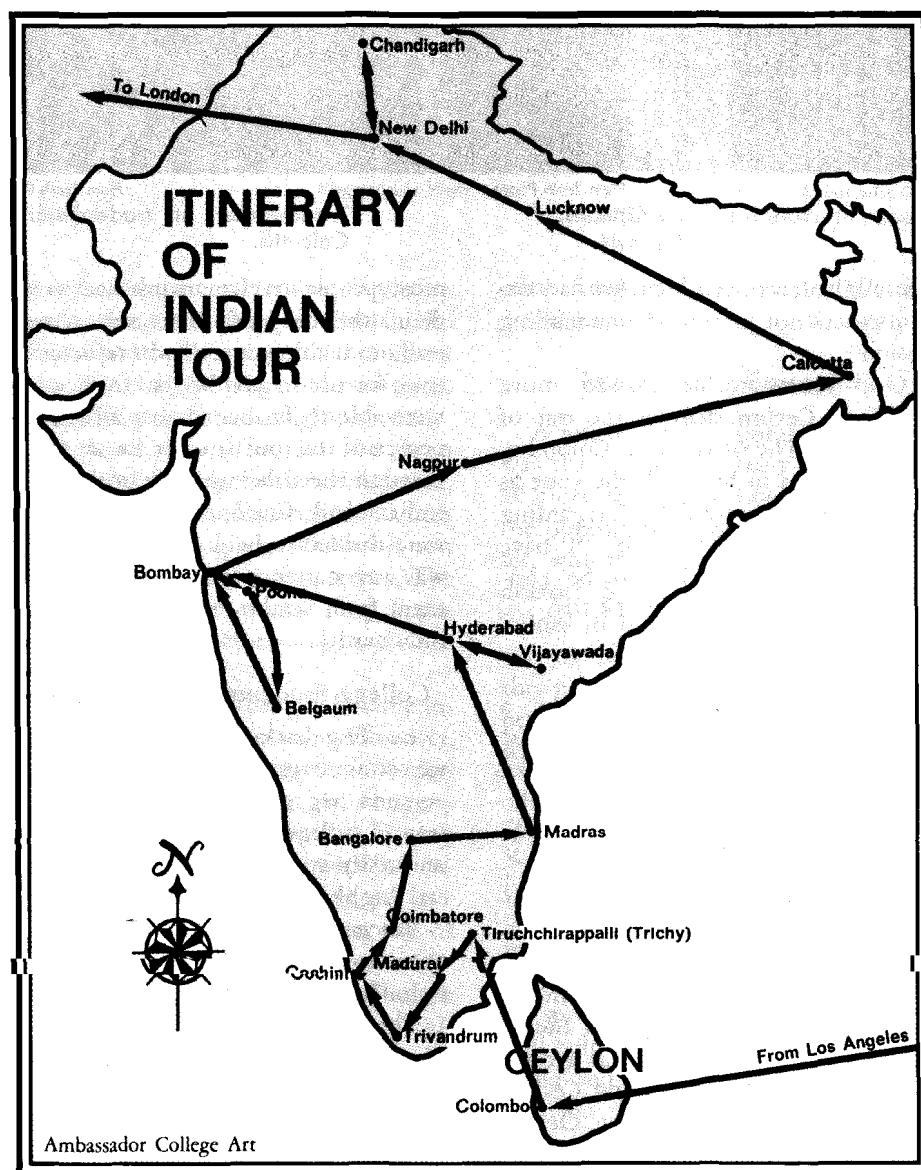 Chandigarh
To London
New Delhi
ITINERARY
OF
INDIAN
TOUR
Lucknow
Calcutta
Nagpur
Bombay
Poona
Hyderabad
Vijayawada
Belgaum
Bangalore
Madras
N
Coimbatore
Tiruchchirappalli (Trichy)
Cochin
Madurai
Trivandrum
CEYLON
From Los Angeles
Colombo
Ambassador College Art